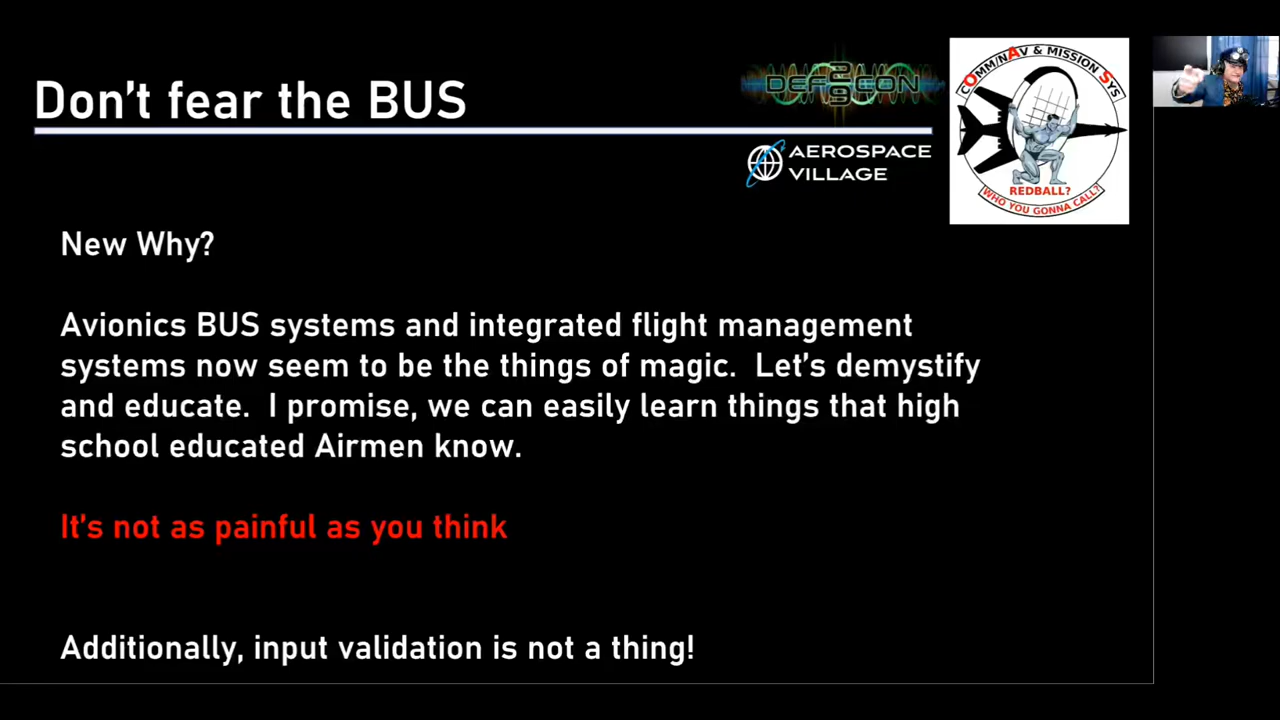 Don't fear the BUS
DEFCON
29
AEROSPACE
VILLAGE
COMM/NAV & MISSION SYS
REDBALL?
WHO YOU GONNA CALL?
New Why?
Avionics BUS systems and integrated flight management
systems now seem to be the things of magic.  Let's demystify
and educate.  I promise, we can easily learn things that high
school educated Airmen know.
It's not as painful as you think
Additionally, input validation is not a thing!